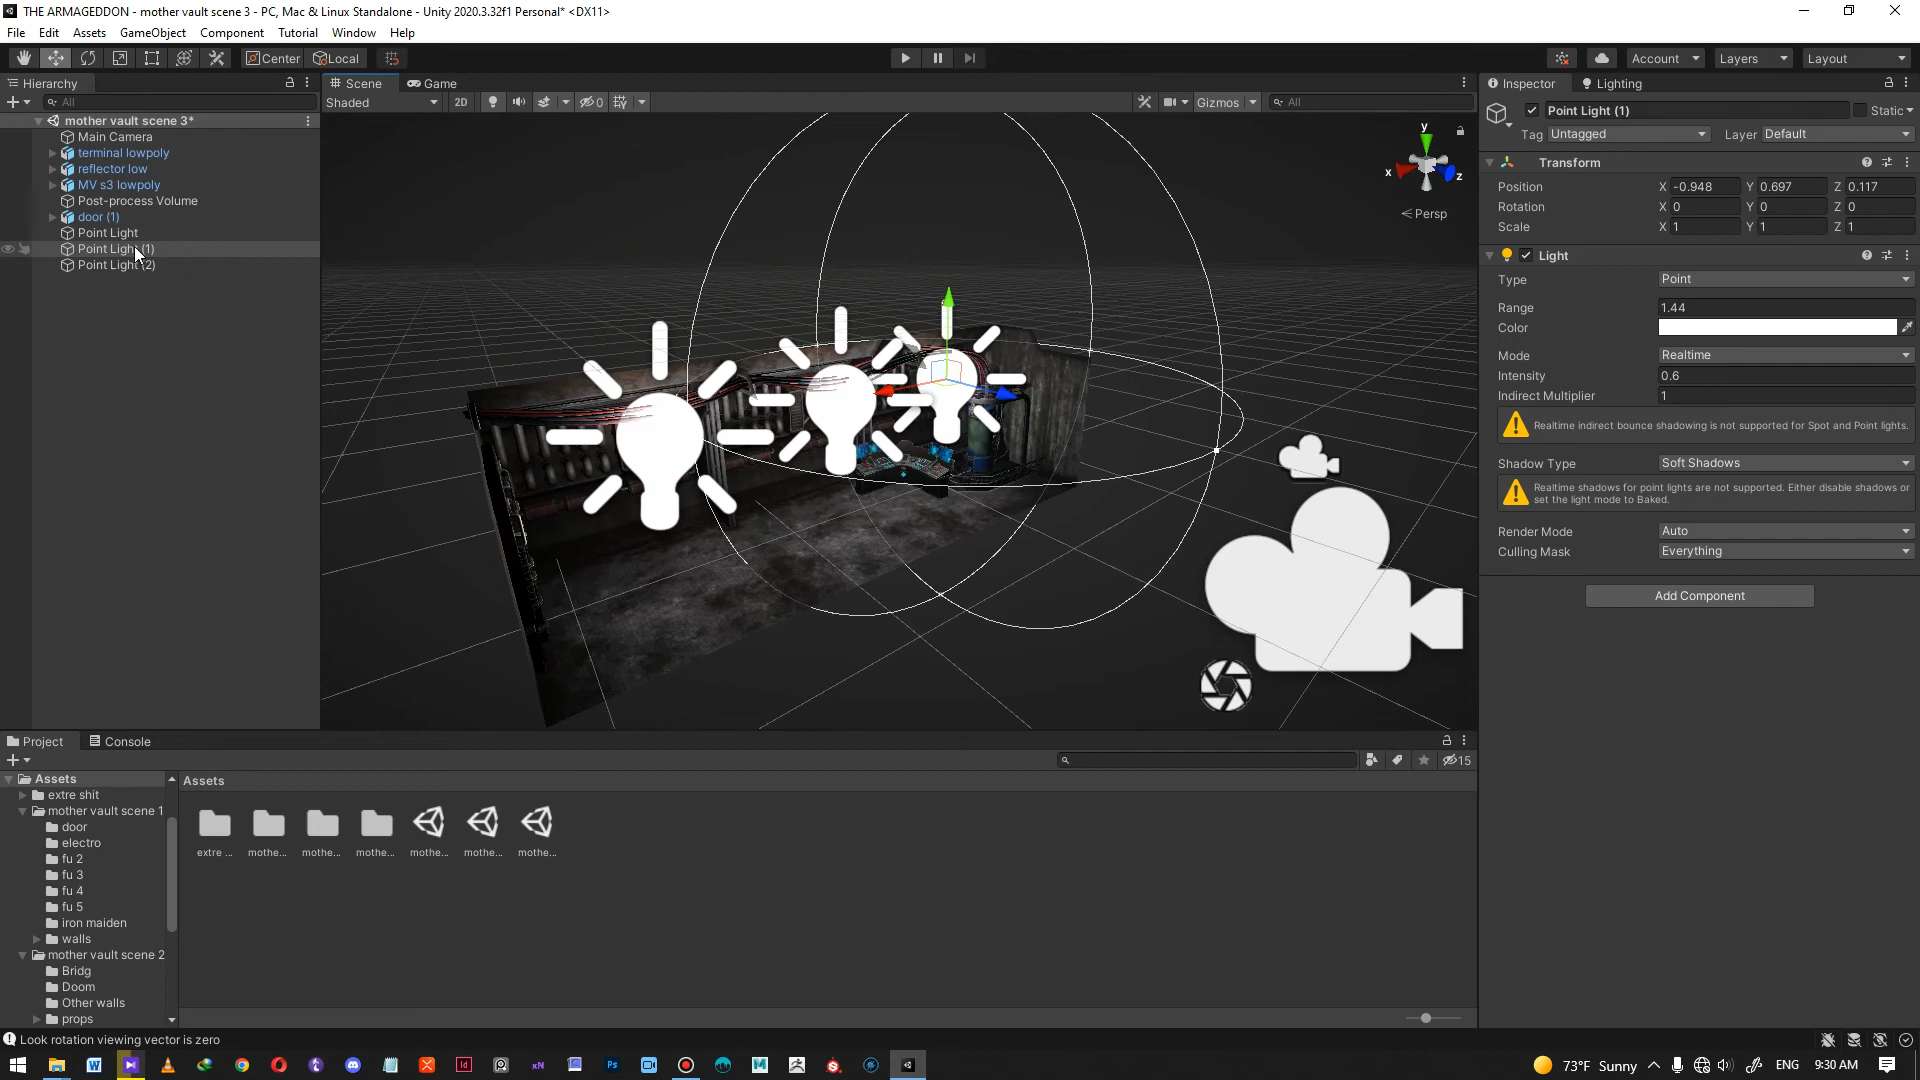 THE ARMAGEDDON - mother vault scene 3 - PC, Mac & Linux Standalone - Unity 2020.3.32f1 Personal* <DX11>
File Edit Assets GameObject Component Tutorial Window Help
Center Local Account Layers Layout
Hierarchy
All
mother vault scene 3*
Main Camera
terminal lowpoly
reflector low
MV s3 lowpoly
Post-process Volume
door (1)
Point Light
Point Light (1)
Point Light (2)
Scene Game
Shaded 2D 0 Gizmos All
y
x z
Persp
Inspector Lighting
Point Light (1) Static
Tag Untagged Layer Default
Transform
Position X -0.948 Y 0.697 Z 0.117
Rotation X 0 Y 0 Z 0
Scale X 1 Y 1 Z 1
Light
Type Point
Range 1.44
Color
Mode Realtime
Intensity 0.6
Indirect Multiplier 1
Realtime indirect bounce shadowing is not supported for Spot and Point lights.
Shadow Type Soft Shadows
Realtime shadows for point lights are not supported. Either disable shadows or
set the light mode to Baked.
Render Mode Auto
Culling Mask Everything
Add Component
Project Console
15
Assets
extre shit
mother vault scene 1
door
electro
fu 2
fu 3
fu 4
fu 5
iron maiden
walls
mother vault scene 2
Bridg
Doom
Other walls
props
Assets
extre ... mothe... mothe... mothe... mothe... mothe... mothe...
Look rotation viewing vector is zero
73°F Sunny ENG 9:30 AM